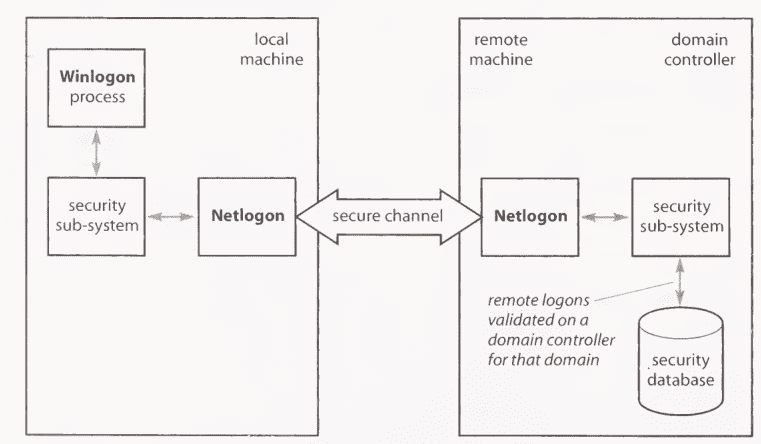 local
machine
Winlogon
process
security
sub-system
Netlogon
secure channel
remote
machine
domain
controller
Netlogon
security
sub-system
remote logons
validated on a
domain controller
for that domain
security
database